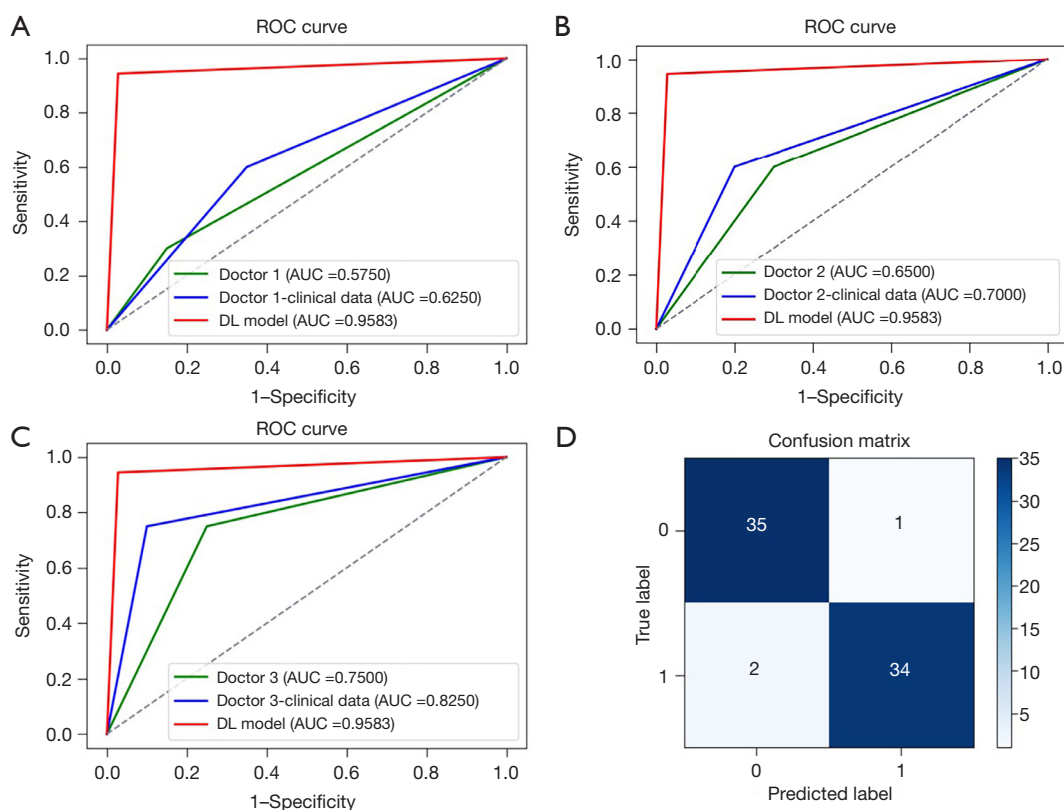 A
ROC curve
1.0
0.8
0.6
0.4
0.2
0.0
Sensitivity
Doctor 1 (AUC =0.5750)
Doctor 1-clinical data (AUC =0.6250)
DL model (AUC =0.9583)
0.0 0.2 0.4 0.6 0.8 1.0
1–Specificity
B
ROC curve
1.0
0.8
0.6
0.4
0.2
0.0
Sensitivity
Doctor 2 (AUC =0.6500)
Doctor 2-clinical data (AUC =0.7000)
DL model (AUC =0.9583)
0.0 0.2 0.4 0.6 0.8 1.0
1–Specificity
C
ROC curve
1.0
0.8
0.6
0.4
0.2
0.0
Sensitivity
Doctor 3 (AUC =0.7500)
Doctor 3-clinical data (AUC =0.8250)
DL model (AUC =0.9583)
0.0 0.2 0.4 0.6 0.8 1.0
1–Specificity
D
Confusion matrix
0
35 1
1
2 34
True label
0 1
Predicted label
35
30
25
20
15
10
5